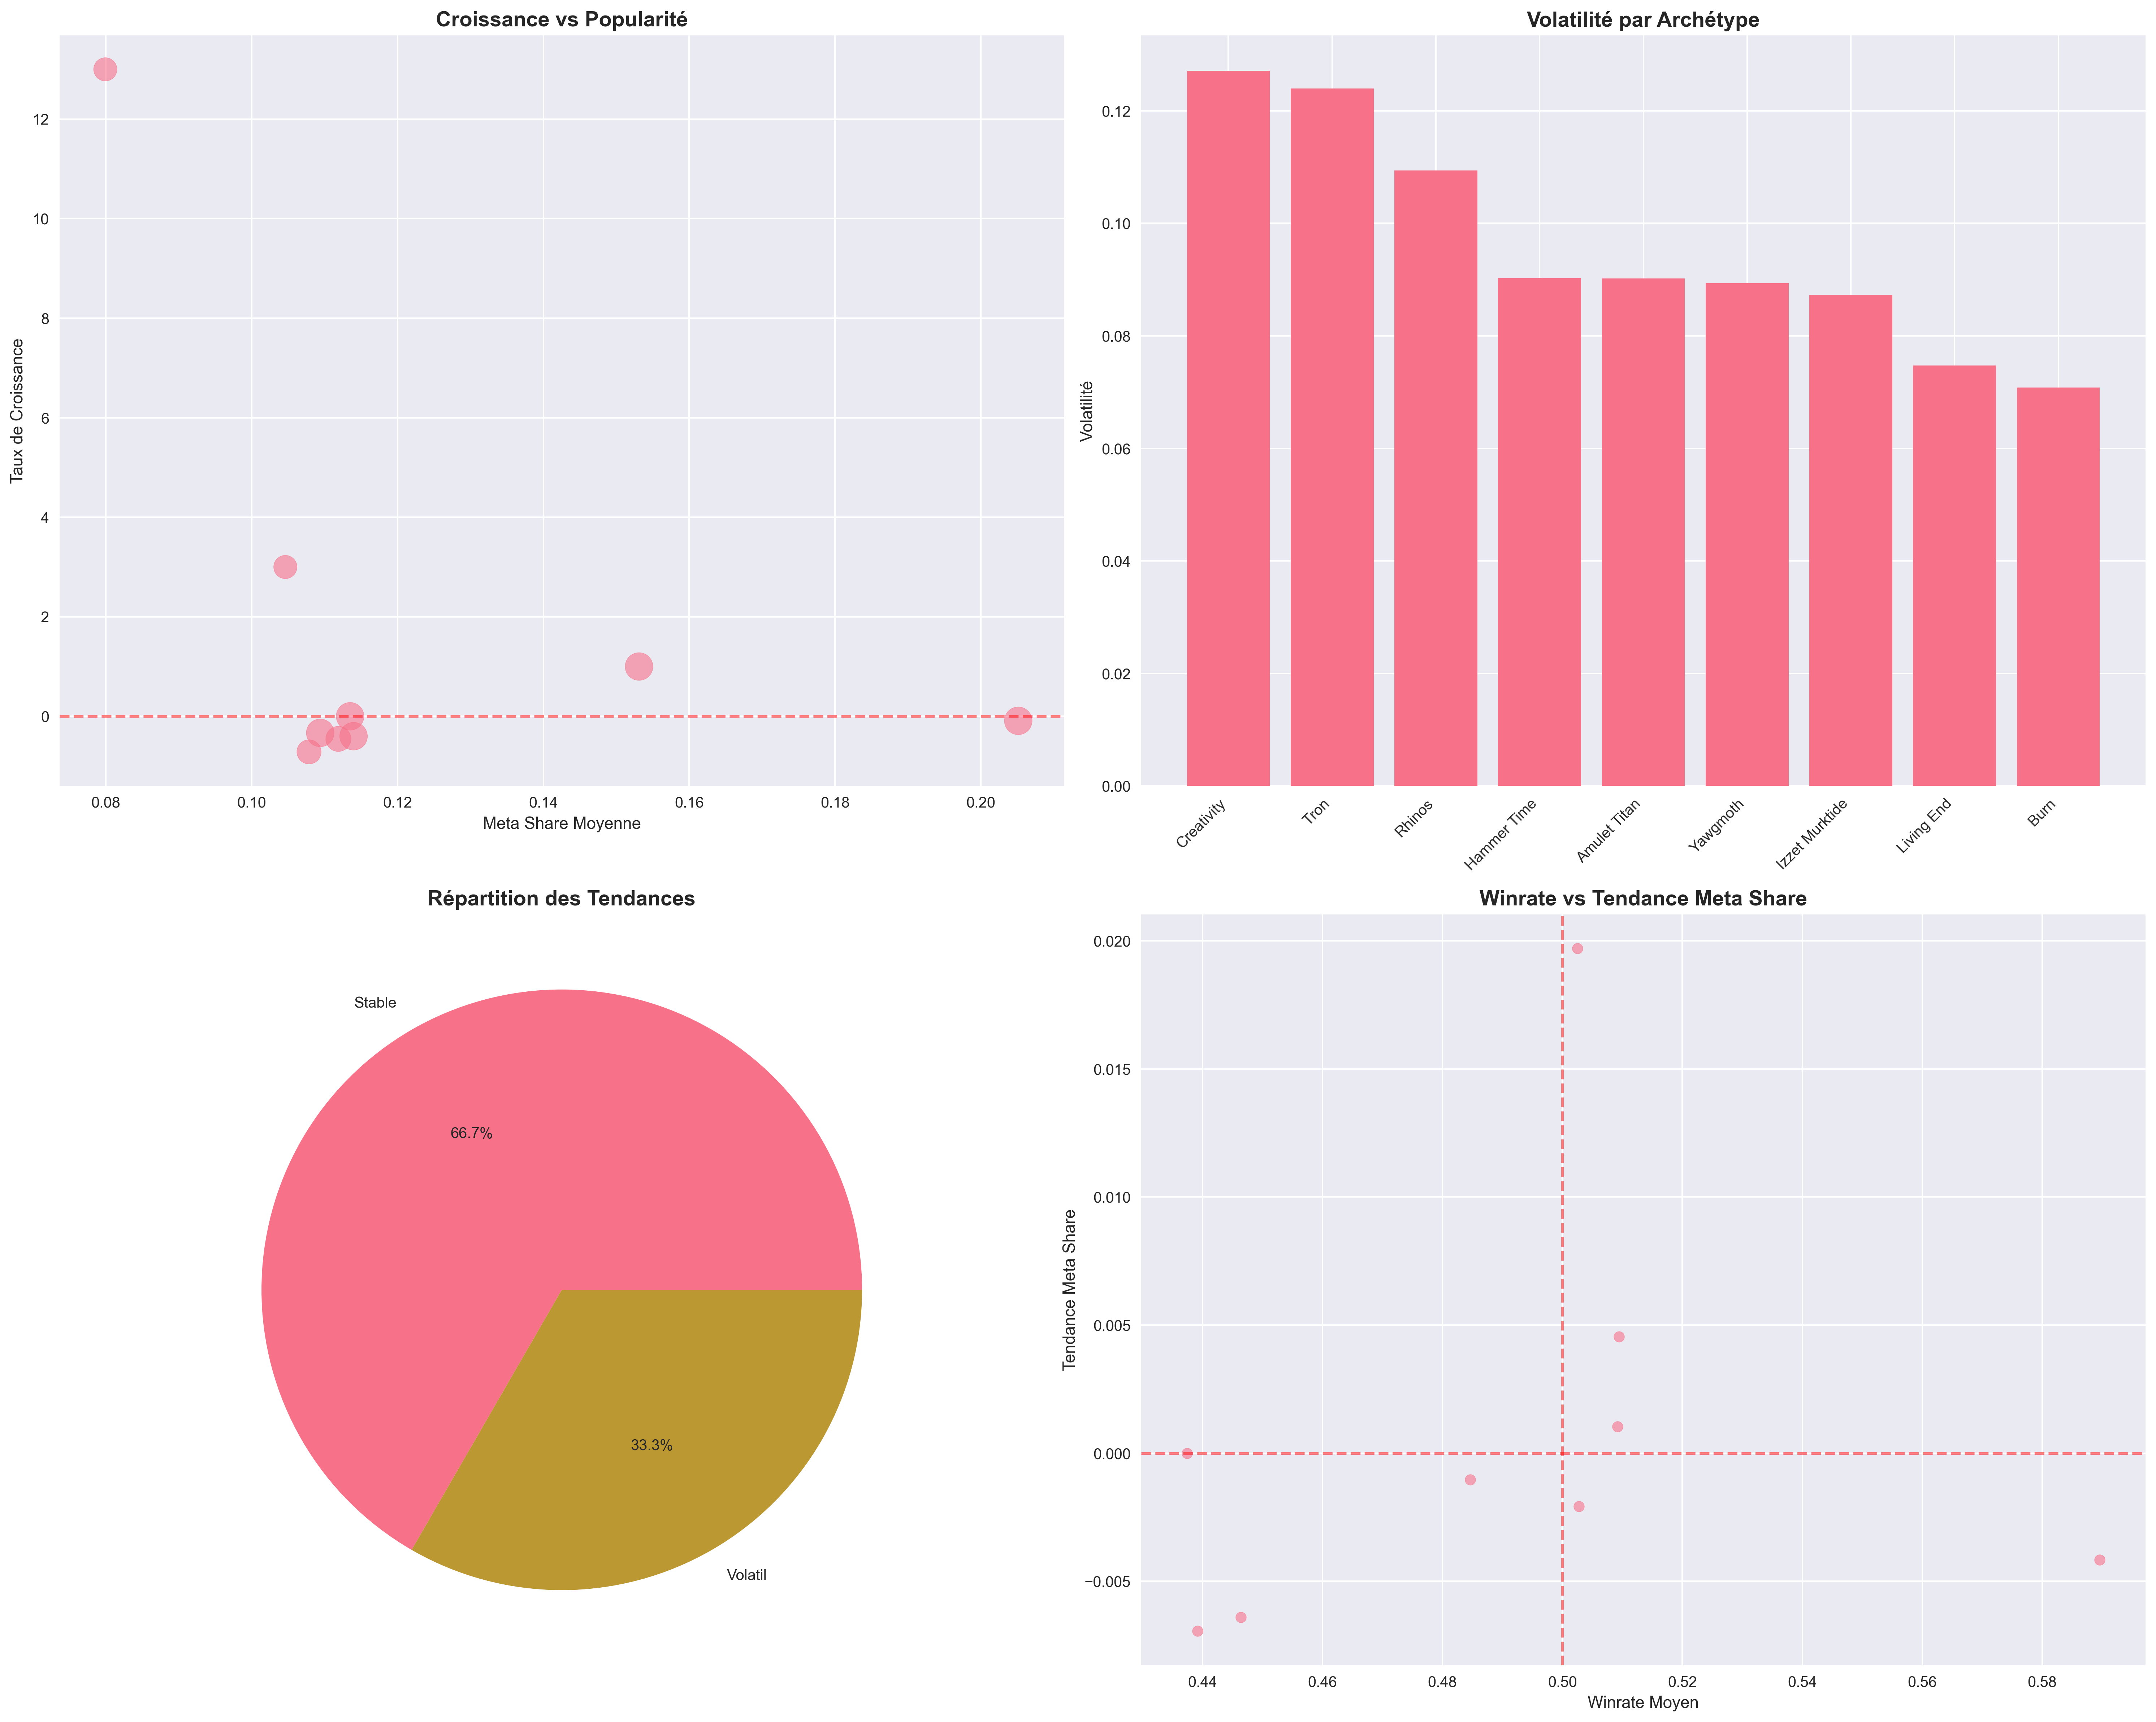 Croissance vs Popularité
Taux de Croissance
12
10
8
6
4
2
0
0.08 0.10 0.12 0.14 0.16 0.18 0.20
Meta Share Moyenne
Volatilité par Archétype
Volatilité
0.12
0.10
0.08
0.06
0.04
0.02
0.00
Creativity
Tron
Rhinos
Hammer Time
Amulet Titan
Yawgmoth
Izzet Murktide
Living End
Burn
Répartition des Tendances
Stable
66.7%
33.3%
Volatil
Winrate vs Tendance Meta Share
Tendance Meta Share
0.020
0.015
0.010
0.005
0.000
−0.005
0.44 0.46 0.48 0.50 0.52 0.54 0.56 0.58
Winrate Moyen